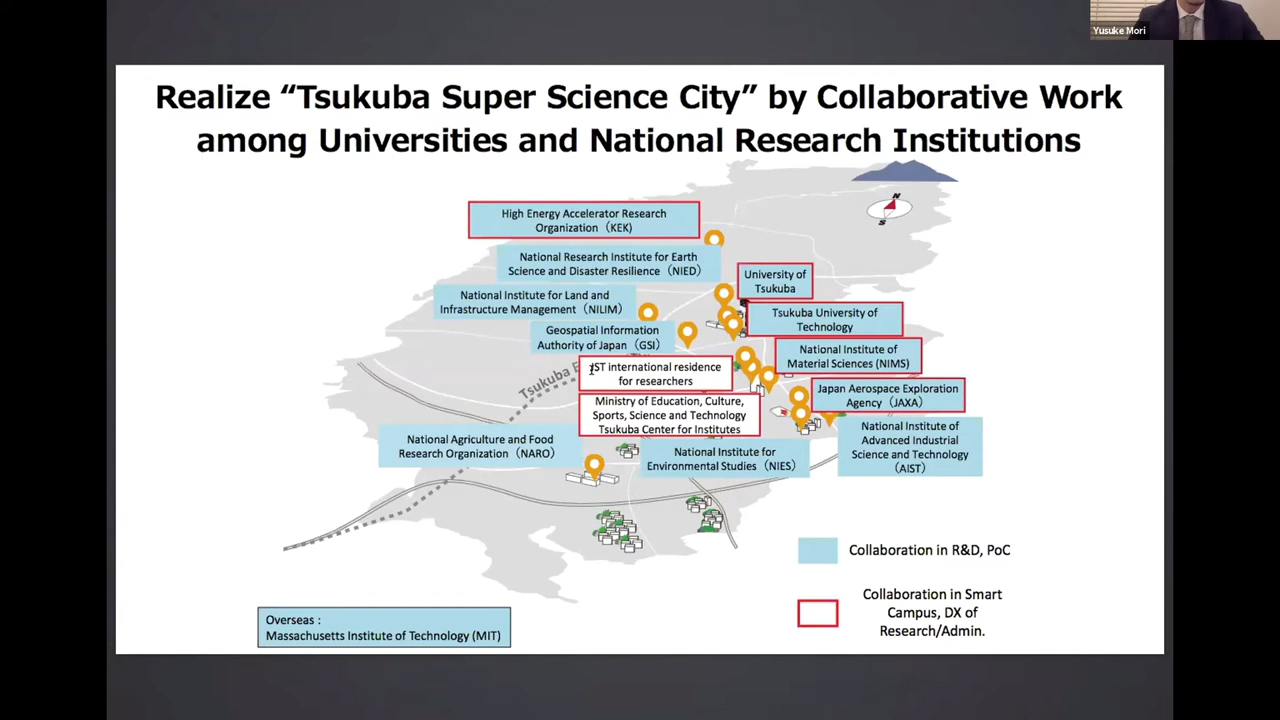 Yusuke Mori
Realize “Tsukuba Super Science City” by Collaborative Work
among Universities and National Research Institutions
N
S
High Energy Accelerator Research
Organization（KEK)
National Research Institute for Earth
Science and Disaster Resilience（NIED）
University of
Tsukuba
National Institute for Land and
Infrastructure Management（NILIM）
Tsukuba University of
Technology
Geospatial Information
Authority of Japan（GSI）
National Institute of
Material Sciences (NIMS)
Tsukuba E
JST international residence
for researchers
Japan Aerospace Exploration
Agency（JAXA）
Ministry of Education, Culture,
Sports, Science and Technology
Tsukuba Center for Institutes
National Institute of
Advanced Industrial
Science and Technology
（AIST）
National Agriculture and Food
Research Organization（NARO）
National Institute for
Environmental Studies（NIES）
Collaboration in R&D, PoC
Collaboration in Smart
Campus, DX of
Research/Admin.
Overseas :
Massachusetts Institute of Technology (MIT)